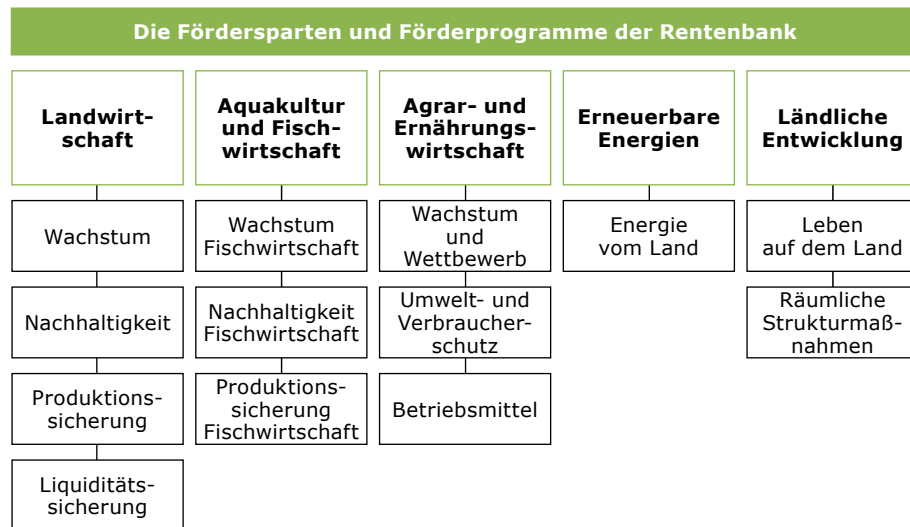 Die Fördersparten und Förderprogramme der Rentenbank
Landwirt-
schaft
Wachstum
Nachhaltigkeit
Produktions-
sicherung
Liquiditäts-
sicherung
Aquakultur
und Fisch-
wirtschaft
Wachstum
Fischwirtschaft
Nachhaltigkeit
Fischwirtschaft
Produktions-
sicherung
Fischwirtschaft
Agrar- und
Ernährungs-
wirtschaft
Wachstum
und
Wettbewerb
Umwelt- und
Verbraucher-
schutz
Betriebsmittel
Erneuerbare
Energien
Energie
vom Land
Ländliche
Entwicklung
Leben
auf dem Land
Räumliche
Strukturmaß-
nahmen